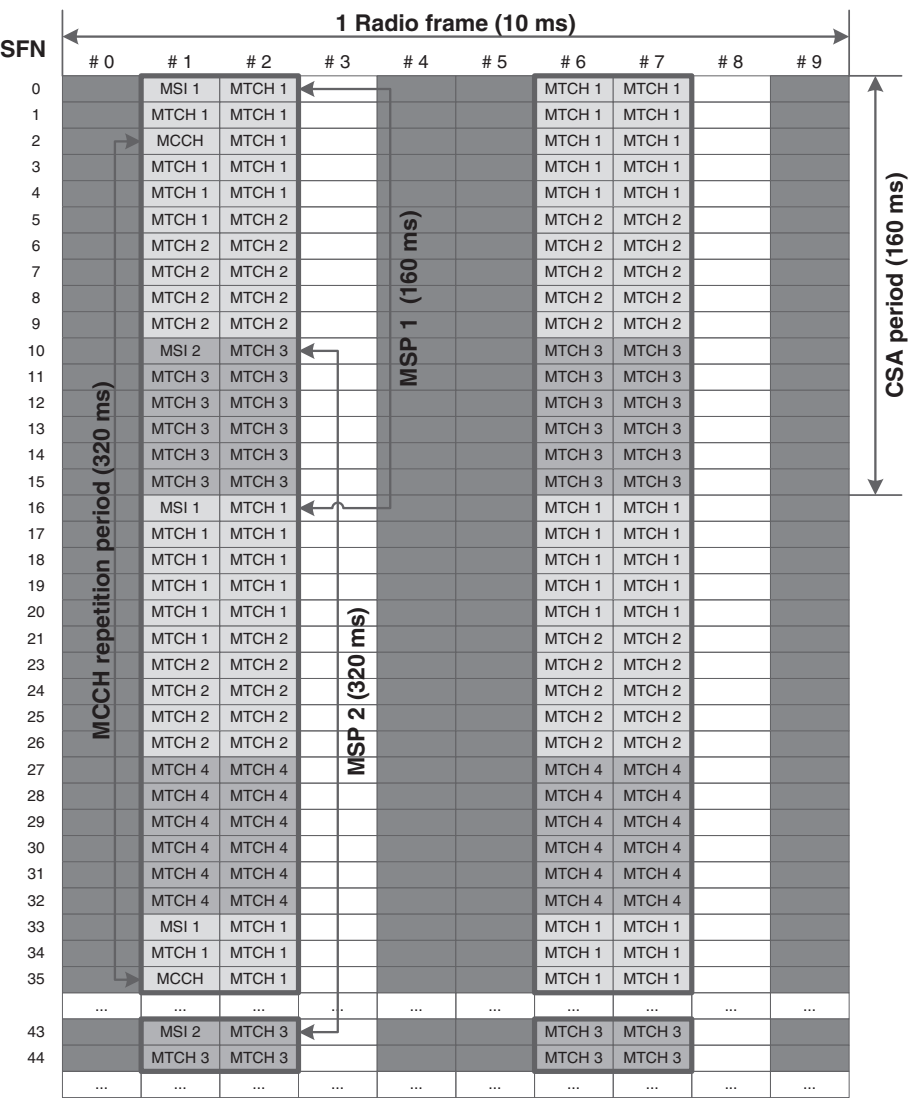 1 Radio frame (10 ms)
SFN
# 0 # 1 # 2 # 3 # 4 # 5 # 6 # 7 # 8 # 9
0 MSI 1 MTCH 1 MTCH 1 MTCH 1
1 MTCH 1 MTCH 1 MTCH 1 MTCH 1
2 MCCH MTCH 1 MTCH 1 MTCH 1
3 MTCH 1 MTCH 1 MTCH 1 MTCH 1
4 MTCH 1 MTCH 1 MTCH 1 MTCH 1
5 MTCH 1 MTCH 2 MTCH 2 MTCH 2
6 MTCH 2 MTCH 2 MTCH 2 MTCH 2
7 MTCH 2 MTCH 2 MTCH 2 MTCH 2
8 MTCH 2 MTCH 2 MTCH 2 MTCH 2
9 MTCH 2 MTCH 2 MTCH 2 MTCH 2
10 MSI 2 MTCH 3 MTCH 3 MTCH 3
11 MTCH 3 MTCH 3 MTCH 3 MTCH 3
12 MTCH 3 MTCH 3 MTCH 3 MTCH 3
13 MTCH 3 MTCH 3 MTCH 3 MTCH 3
14 MTCH 3 MTCH 3 MTCH 3 MTCH 3
15 MTCH 3 MTCH 3 MTCH 3 MTCH 3
16 MSI 1 MTCH 1 MTCH 1 MTCH 1
17 MTCH 1 MTCH 1 MTCH 1 MTCH 1
18 MTCH 1 MTCH 1 MTCH 1 MTCH 1
19 MTCH 1 MTCH 1 MTCH 1 MTCH 1
20 MTCH 1 MTCH 1 MTCH 1 MTCH 1
21 MTCH 1 MTCH 2 MTCH 2 MTCH 2
23 MTCH 2 MTCH 2 MTCH 2 MTCH 2
24 MTCH 2 MTCH 2 MTCH 2 MTCH 2
25 MTCH 2 MTCH 2 MTCH 2 MTCH 2
26 MTCH 2 MTCH 2 MTCH 2 MTCH 2
27 MTCH 4 MTCH 4 MTCH 4 MTCH 4
28 MTCH 4 MTCH 4 MTCH 4 MTCH 4
29 MTCH 4 MTCH 4 MTCH 4 MTCH 4
30 MTCH 4 MTCH 4 MTCH 4 MTCH 4
31 MTCH 4 MTCH 4 MTCH 4 MTCH 4
32 MTCH 4 MTCH 4 MTCH 4 MTCH 4
33 MSI 1 MTCH 1 MTCH 1 MTCH 1
34 MTCH 1 MTCH 1 MTCH 1 MTCH 1
35 MCCH MTCH 1 MTCH 1 MTCH 1
... ... ... ... ... ... ... ... ... ...
43 MSI 2 MTCH 3 MTCH 3 MTCH 3
44 MTCH 3 MTCH 3 MTCH 3 MTCH 3
... ... ... ... ... ... ... ... ... ...
MCCH repetition period (320 ms)
MSP 2 (320 ms)
MSP 1 (160 ms)
CSA period (160 ms)